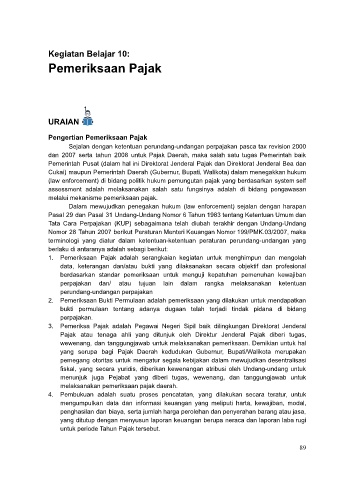 Kegiatan Belajar 10:
Pemeriksaan Pajak
URAIAN
Pengertian Pemeriksaan Pajak
Sejalan dengan ketentuan perundang-undangan perpajakan pasca tax revision 2000
dan 2007 serta tahun 2008 untuk Pajak Daerah, maka salah satu tugas Pemerintah baik
Pemerintah Pusat (dalam hal ini Direktorat Jenderal Pajak dan Direktorat Jenderal Bea dan
Cukai) maupun Pemerintah Daerah (Gubernur, Bupati, Walikota) dalam menegakkan hukum
(law enforcement) di bidang politik hukum pemungutan pajak yang berdasarkan system self
assessment adalah melaksanakan salah satu fungsinya adalah di bidang pengawasan
melalui mekanisme pemeriksaan pajak.
Dalam mewujudkan penegakan hukum (law enforcement) sejalan dengan harapan
Pasal 29 dan Pasal 31 Undang-Undang Nomor 6 Tahun 1983 tentang Ketentuan Umum dan
Tata Cara Perpajakan (KUP) sebagaimana telah diubah terakhir dengan Undang-Undang
Nomor 28 Tahun 2007 berikut Peraturan Menteri Keuangan Nomor 199/PMK.03/2007, maka
terminologi yang diatur dalam ketentuan-ketentuan peraturan perundang-undangan yang
berlaku di antaranya adalah sebagi berikut:
1. Pemeriksaan Pajak adalah serangkaian kegiatan untuk menghimpun dan mengolah
data, keterangan dan/atau bukti yang dilaksanakan secara objektif dan profesional
berdasarkan standar pemeriksaan untuk menguji kepatuhan pemenuhan kewajiban
perpajakan dan/ atau tujuan lain dalam rangka melaksanakan ketentuan
perundang-undangan perpajakan
2. Pemeriksaan Bukti Permulaan adalah pemeriksaan yang dilakukan untuk mendapatkan
bukti permulaan tentang adanya dugaan telah terjadi tindak pidana di bidang
perpajakan.
3. Pemeriksa Pajak adalah Pegawai Negeri Sipil baik dilingkungan Direktorat Jenderal
Pajak atau tenaga ahli yang ditunjuk oleh Direktur Jenderal Pajak diberi tugas,
wewenang, dan tanggungjawab untuk melaksanakan pemeriksaan. Demikian untuk hal
yang serupa bagi Pajak Daerah kedudukan Gubernur, Bupati/Walikota merupakan
pemegang otoritas untuk mengatur segala kebijakan dalam mewujudkan desentralisasi
fiskal, yang secara yuridis, diberikan kewenangan atribusi oleh Undang-undang untuk
menunjuk juga Pejabat yang diberi tugas, wewenang, dan tanggungjawab untuk
melaksanakan pemeriksaan pajak daerah.
4. Pembukuan adalah suatu proses pencatatan, yang dilakukan secara teratur, untuk
mengumpulkan data dan informasi keuangan yang meliputi harta, kewajiban, modal,
penghasilan dan biaya, serta jumlah harga perolehan dan penyerahan barang atau jasa,
yang ditutup dengan menyusun laporan keuangan berupa neraca dan laporan laba rugi
untuk periode Tahun Pajak tersebut.
89